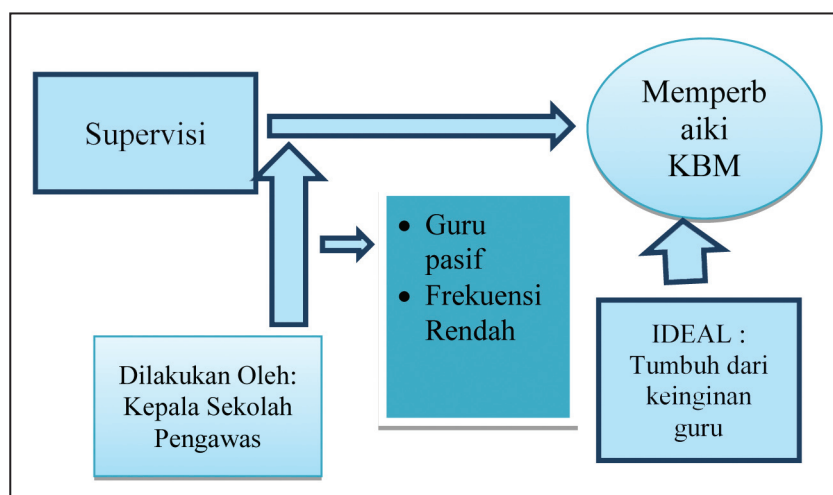 Supervisi
Memperb
aiki
KBM
• Guru
pasif
• Frekuensi
Rendah
Dilakukan Oleh:
Kepala Sekolah
Pengawas
IDEAL :
Tumbuh dari
keinginan
guru